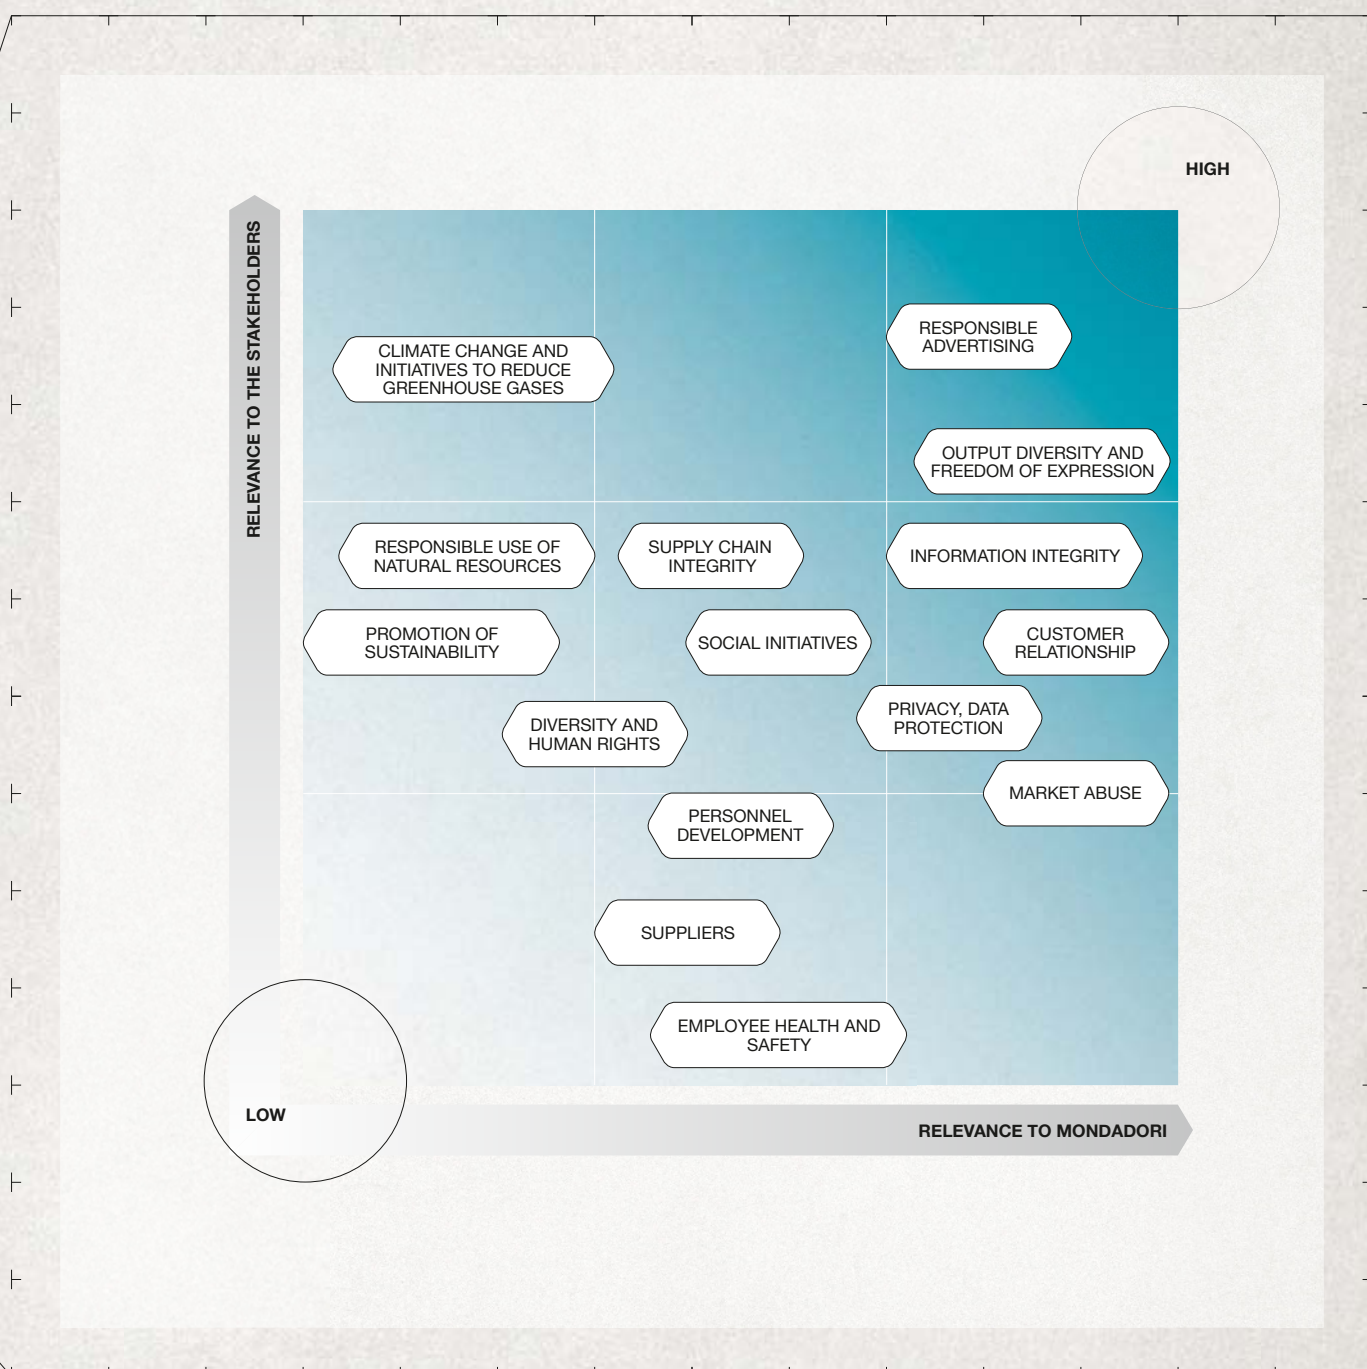 HIGH
RELEVANCE TO THE STAKEHOLDERS
RESPONSIBLE
ADVERTISING
CLIMATE CHANGE AND
INITIATIVES TO REDUCE
GREENHOUSE GASES
OUTPUT DIVERSITY AND
FREEDOM OF EXPRESSION
RESPONSIBLE USE OF
NATURAL RESOURCES
SUPPLY CHAIN
INTEGRITY
INFORMATION INTEGRITY
PROMOTION OF
SUSTAINABILITY
SOCIAL INITIATIVES
CUSTOMER
RELATIONSHIP
DIVERSITY AND
HUMAN RIGHTS
PRIVACY, DATA
PROTECTION
MARKET ABUSE
PERSONNEL
DEVELOPMENT
SUPPLIERS
EMPLOYEE HEALTH AND
SAFETY
LOW
RELEVANCE TO MONDADORI